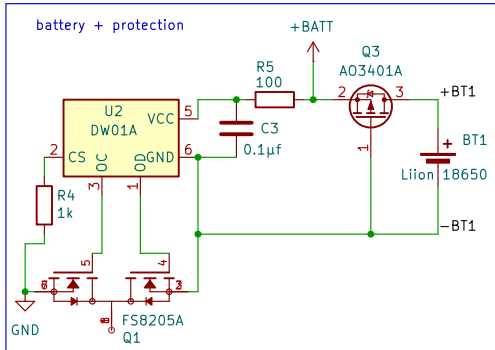 battery + protection
+BATT
Q3
AO3401A
R5
100
2
3
+BT1
U2
DW01A
VCC
5
C3
0.1µf
1
BT1
Liion 18650
2
CS
OC
OD
GND
6
3
1
R4
1k
-BT1
5
4
GND
FS8205A
Q1